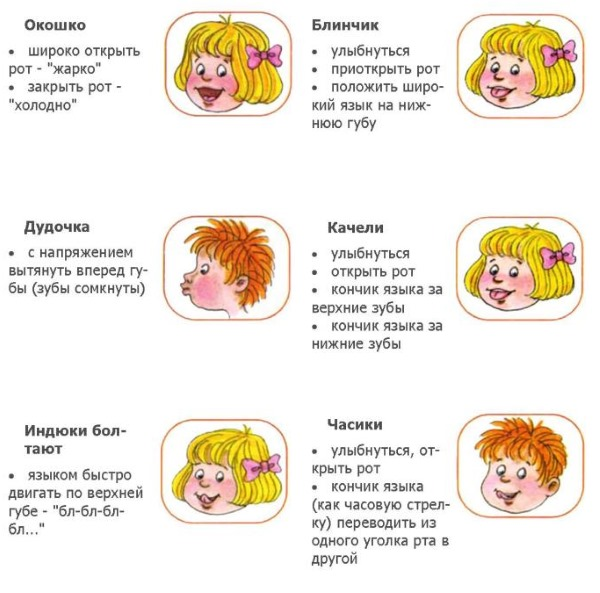 Окошко
• широко открыть
рот - "жарко"
• закрыть рот -
"холодно"
Блинчик
• улыбнуться
• приоткрыть рот
• положить широ-
кий язык на ниж-
нюю губу
Дудочка
• с напряжением
вытянуть вперед гу-
бы (зубы сомкнуты)
Качели
• улыбнуться
• открыть рот
• кончик языка за
верхние зубы
• кончик языка за
нижние зубы
Индюки бол-
тают
• языком быстро
двигать по верхней
губе - "бл-бл-бл-
бл..."
Часики
• улыбнуться, от-
крыть рот
• кончик языка
(как часовую стрел-
ку) переводить из
одного уголка рта в
другой